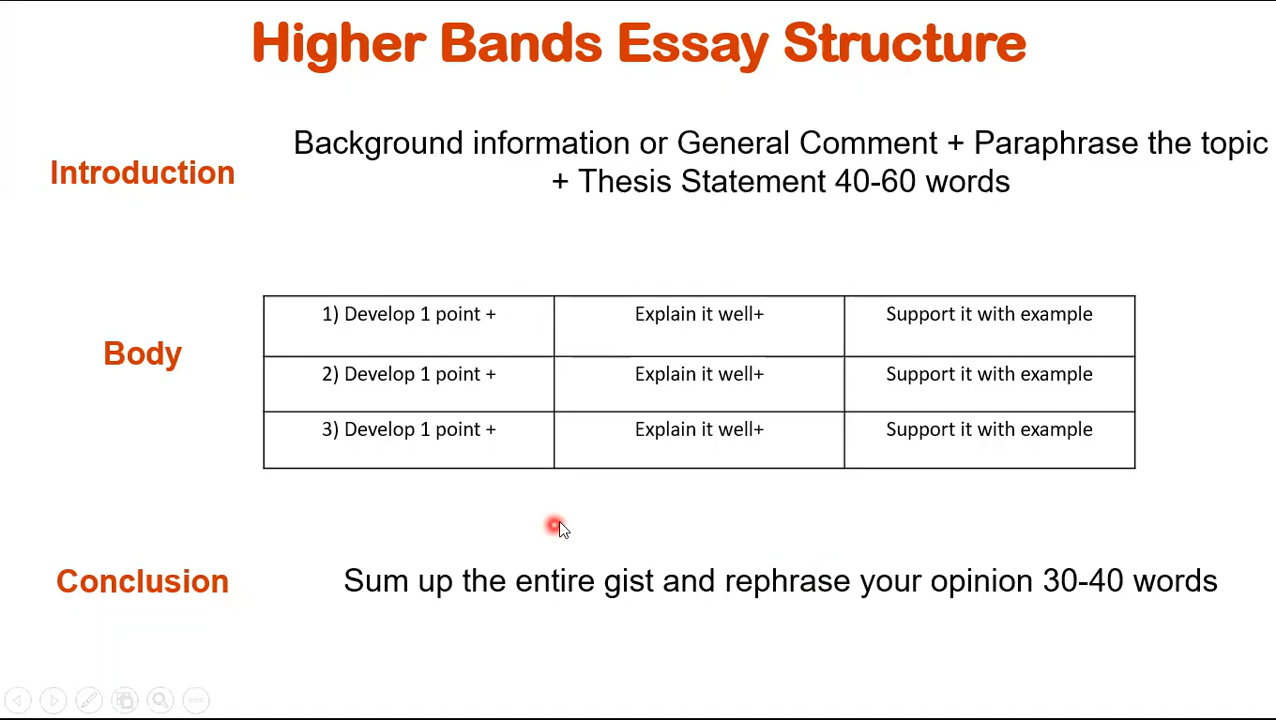 Higher Bands Essay Structure
Background information or General Comment + Paraphrase the topic
Introduction
+ Thesis Statement 40-60 words
1) Develop 1 point + Explain it well+ Support it with example
Body
2) Develop 1 point + Explain it well+ Support it with example
3) Develop 1 point + Explain it well+ Support it with example
Conclusion Sum up the entire gist and rephrase your opinion 30-40 words